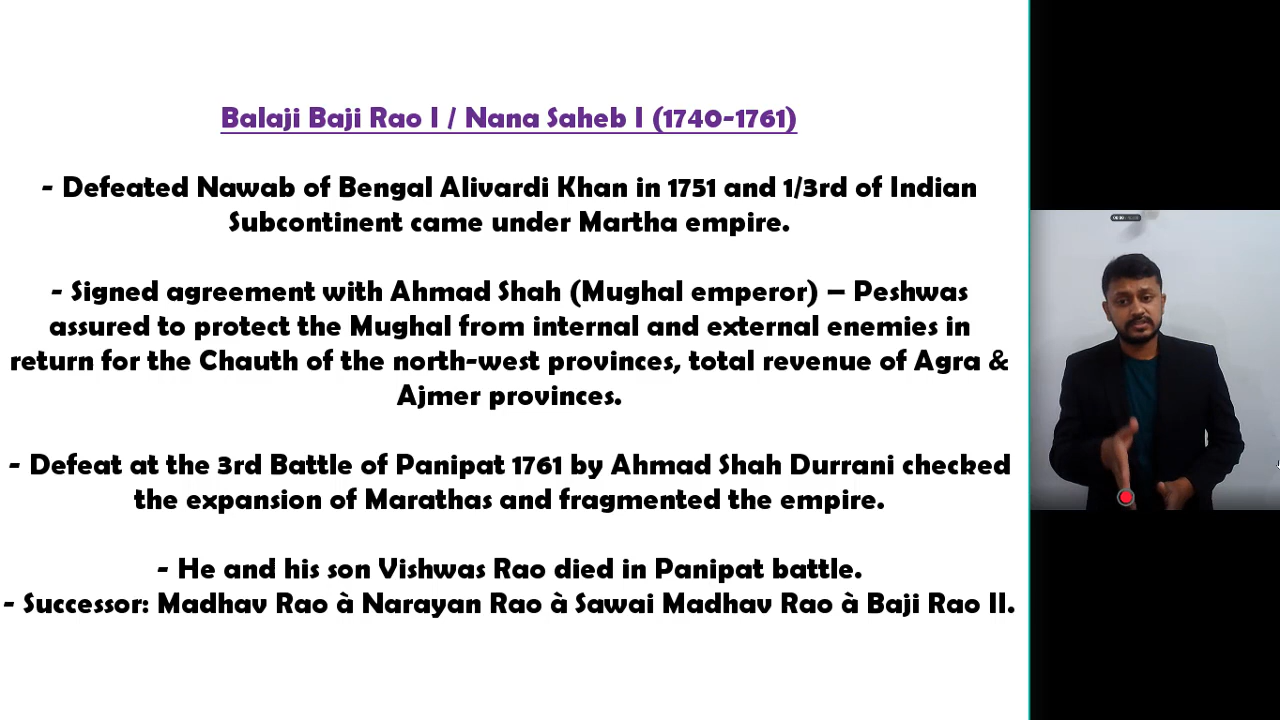 Balaji Baji Rao I / Nana Saheb I (1740-1761)
- Defeated Nawab of Bengal Alivardi Khan in 1751 and 1/3rd of Indian
Subcontinent came under Martha empire.
- Signed agreement with Ahmad Shah (Mughal emperor) – Peshwas
assured to protect the Mughal from internal and external enemies in
return for the Chauth of the north-west provinces, total revenue of Agra &
Ajmer provinces.
- Defeat at the 3rd Battle of Panipat 1761 by Ahmad Shah Durrani checked
the expansion of Marathas and fragmented the empire.
- He and his son Vishwas Rao died in Panipat battle.
- Successor: Madhav Rao à Narayan Rao à Sawai Madhav Rao à Baji Rao II.